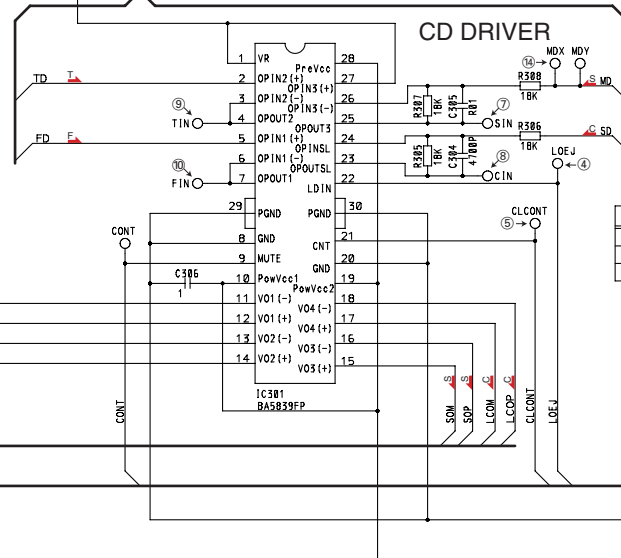 CD DRIVER
⑭ MDX MDY
1 VR PreVcc 28
TD T 2 OPIN2(+) OPIN3(+) 27 R308 18K S MD
⑨ 3 OPIN2(-) OPIN3(-) 26 R307 18K C305 R01 ⑦
TIN 4 OPOUT2 OPOUT3 25 SIN
FD F 5 OPIN1(+) OPINSL 24 R306 18K C SD
⑩ 6 OPIN1(-) OPOUTSL 23 R305 18K C304 4700P ⑧ LOEJ ④
FIN 7 OPOUT1 LDIN 22 CIN
29 PGND PGND 30
CONT 8 GND CNT 21 ⑤ CLCONT
9 MUTE GND 20
C306 1 10 PowVcc1 PowVcc2 19
11 VO1(-) VO4(-) 18
12 VO1(+) VO4(+) 17
13 VO2(-) VO3(-) 16
14 VO2(+) VO3(+) 15
IC301
BA5839FP
CONT
S SOM
S SOP
C LCOM
C LCOP
CLCONT
LOEJ